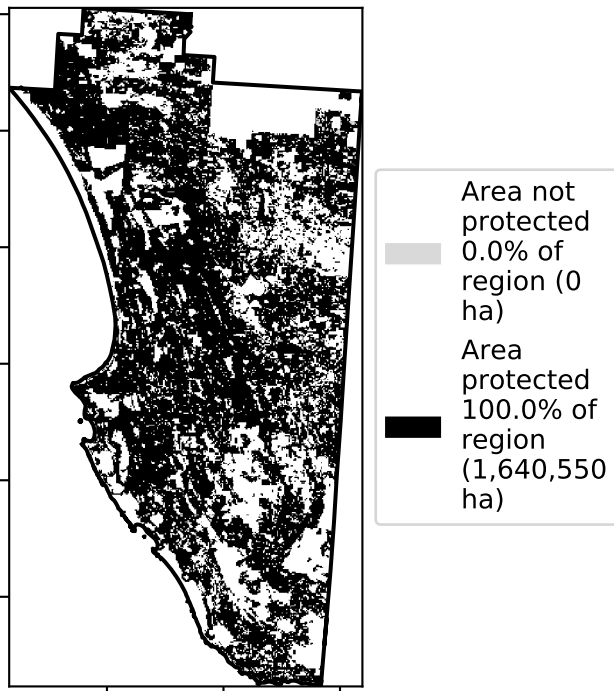 Area not
protected
0.0% of
region (0
ha)
Area
protected
100.0% of
region
(1,640,550
ha)